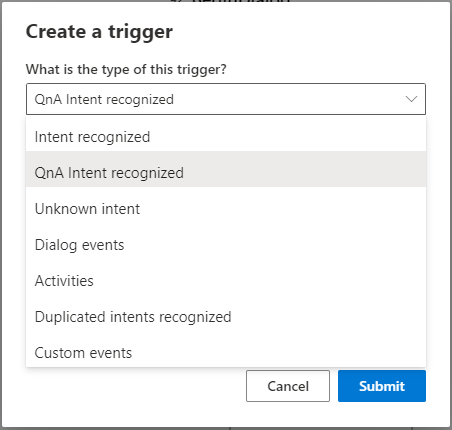 Create a trigger
What is the type of this trigger?
QnA Intent recognized
Intent recognized
QnA Intent recognized
Unknown intent
Dialog events
Activities
Duplicated intents recognized
Custom events
Cancel
Submit